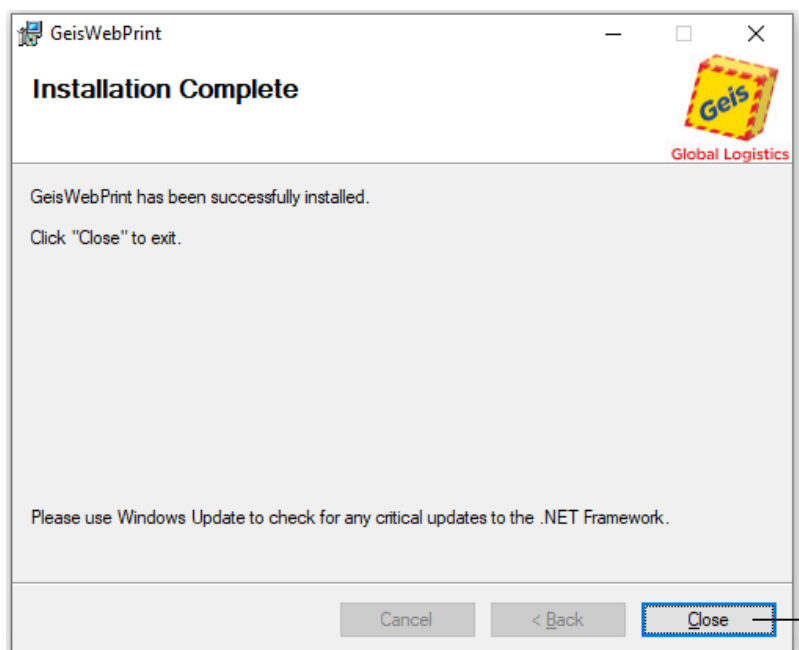 GeisWebPrint
Installation Complete
Geis
Global Logistics
GeisWebPrint has been successfully installed.
Click "Close" to exit.
Please use Windows Update to check for any critical updates to the .NET Framework.
Cancel < Back Close